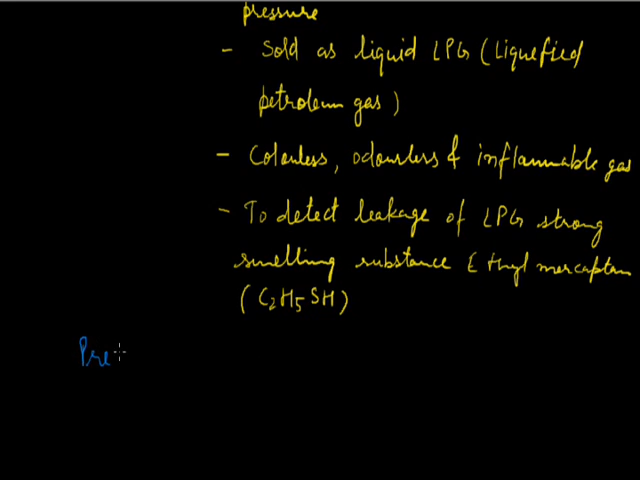 pressure
- Sold as liquid LPG (Liquefied
petroleum gas)
- Colourless, odourless & inflammable gas
- To detect leakage of LPG strong
smelling substance Ethyl mercaptan
(C2H5SH)
Pre